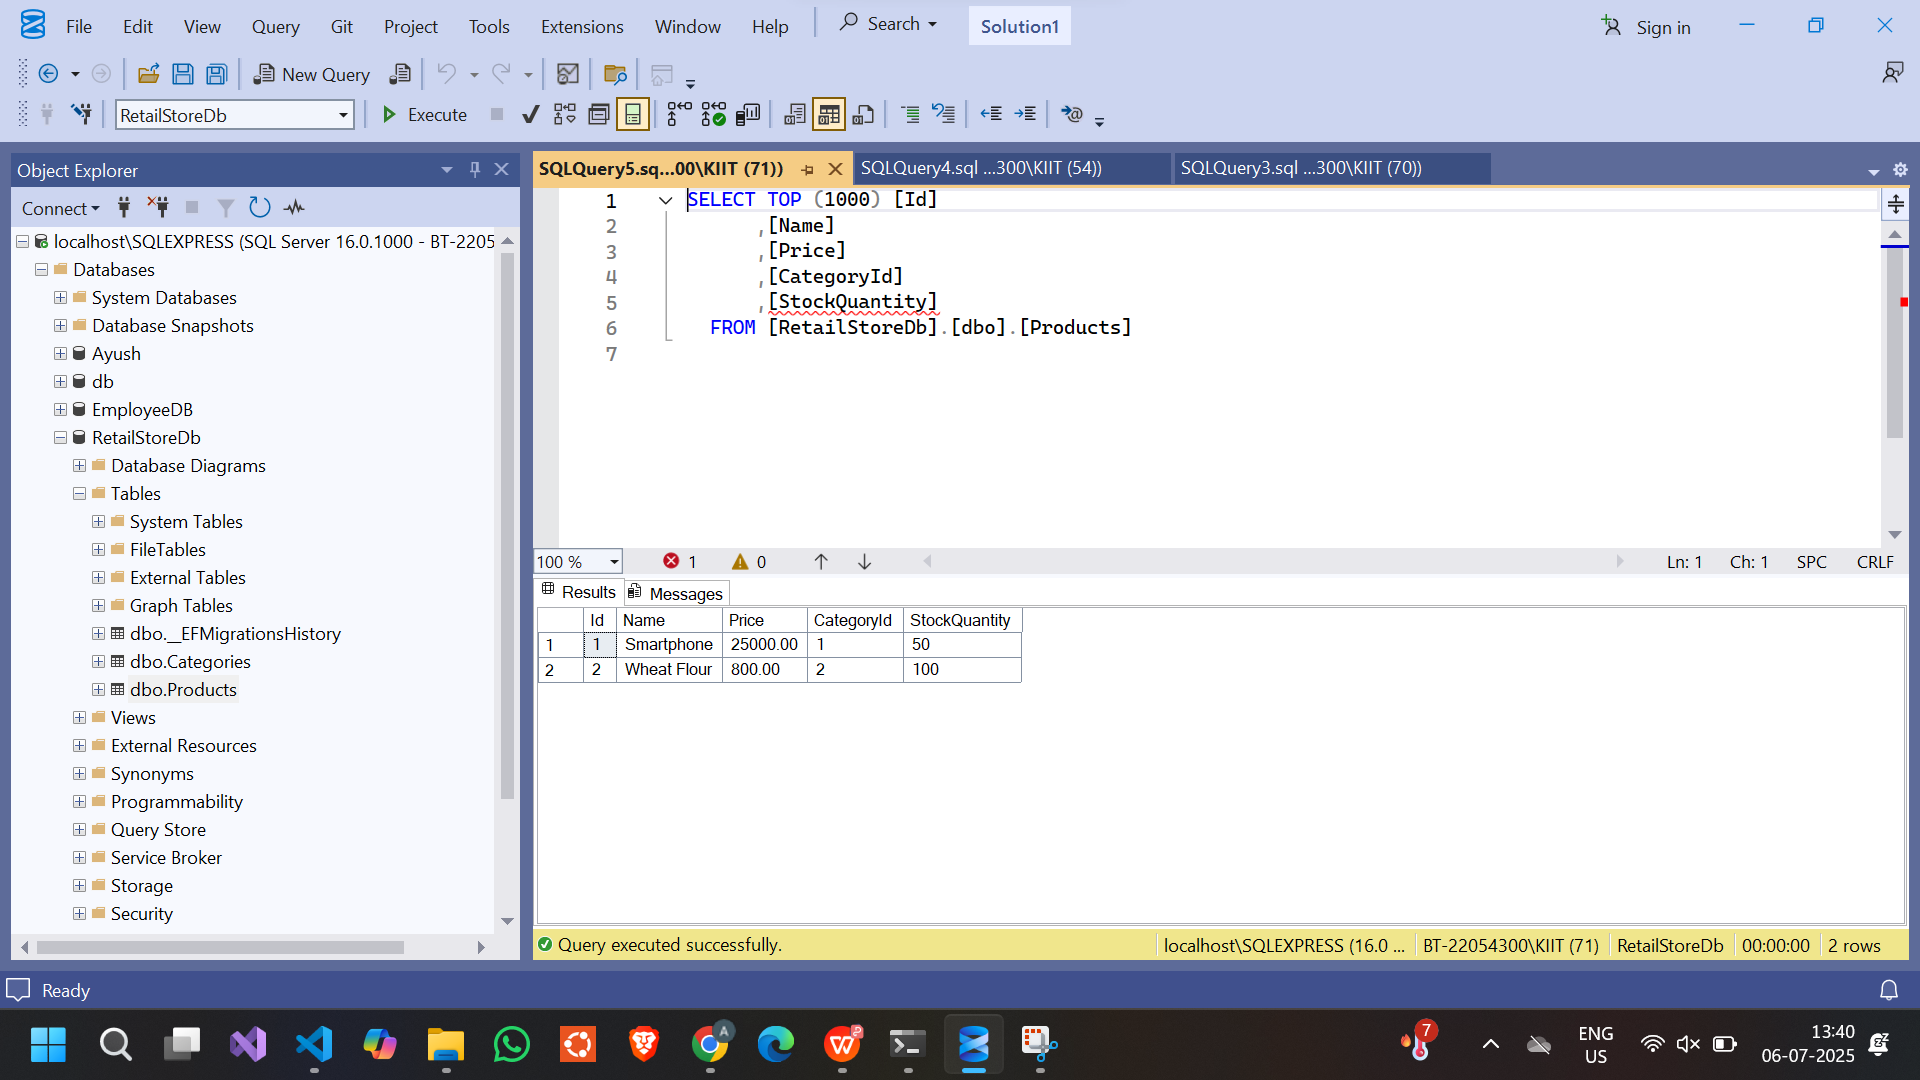 File Edit View Query Git Project Tools Extensions Window Help Search Solution1 Sign in
New Query
RetailStoreDb Execute
Object Explorer
Connect
localhost\SQLEXPRESS (SQL Server 16.0.1000 - BT-2205
Databases
System Databases
Database Snapshots
Ayush
db
EmployeeDB
RetailStoreDb
Database Diagrams
Tables
System Tables
FileTables
External Tables
Graph Tables
dbo.__EFMigrationsHistory
dbo.Categories
dbo.Products
Views
External Resources
Synonyms
Programmability
Query Store
Service Broker
Storage
Security
SQLQuery5.sq...00\KIIT (71)) SQLQuery4.sql ...300\KIIT (54)) SQLQuery3.sql ...300\KIIT (70))
1 SELECT TOP (1000) [Id]
2 ,[Name]
3 ,[Price]
4 ,[CategoryId]
5 ,[StockQuantity]
6 FROM [RetailStoreDb].[dbo].[Products]
7
100 % 1 0 Ln: 1 Ch: 1 SPC CRLF
Results Messages
Id Name Price CategoryId StockQuantity
1 1 Smartphone 25000.00 1 50
2 2 Wheat Flour 800.00 2 100
Query executed successfully. localhost\SQLEXPRESS (16.0 ... BT-22054300\KIIT (71) RetailStoreDb 00:00:00 2 rows
Ready
A 7 ENG 13:40
US 06-07-2025